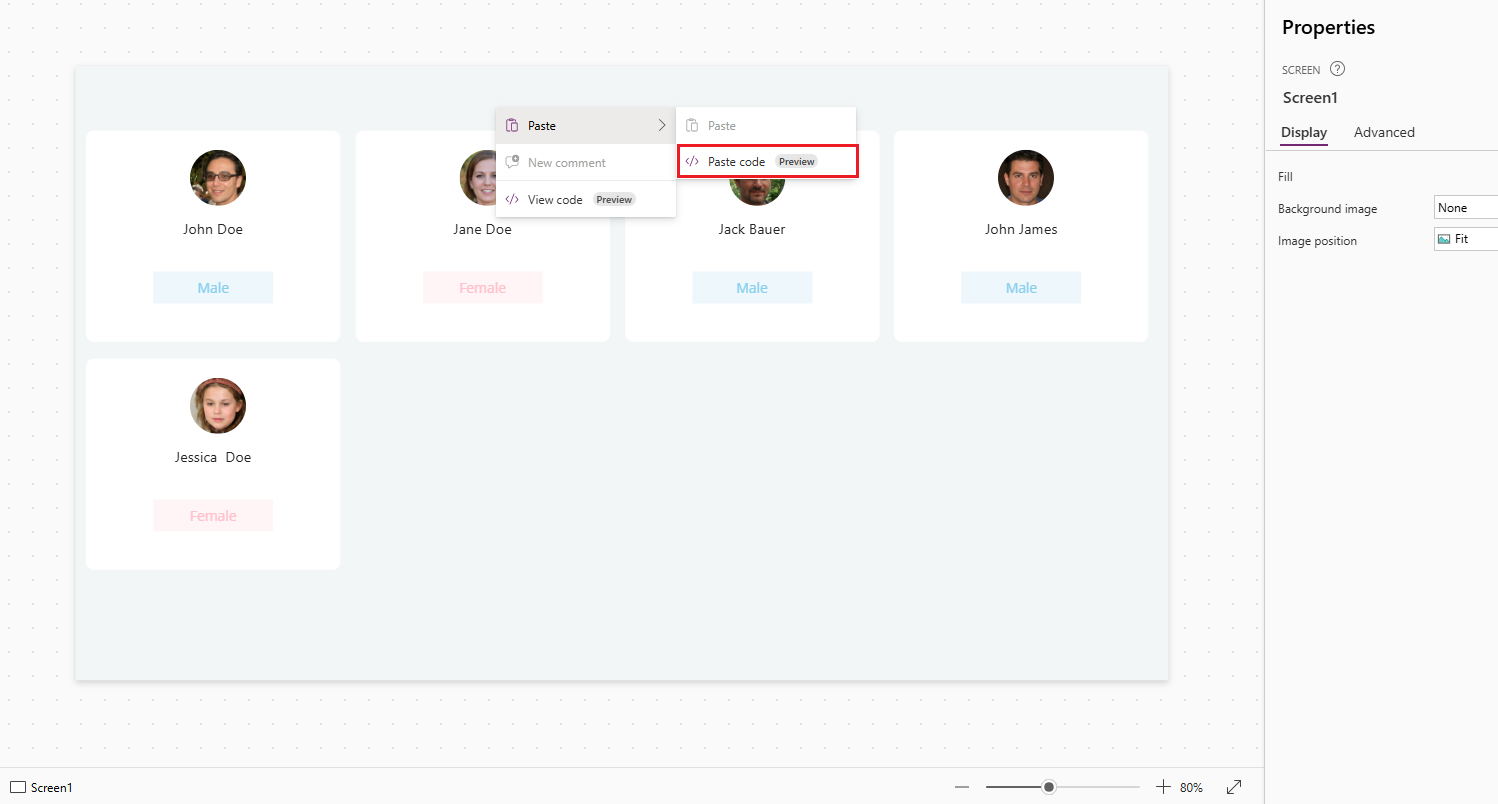 Properties
SCREEN ?
Screen1
Display Advanced
Fill
Background image None
Image position Fit
Paste
New comment
View code Preview
Paste
Paste code Preview
John Doe
Male
Jane Doe
Female
Jack Bauer
Male
John James
Male
Jessica Doe
Female
Screen1
80%